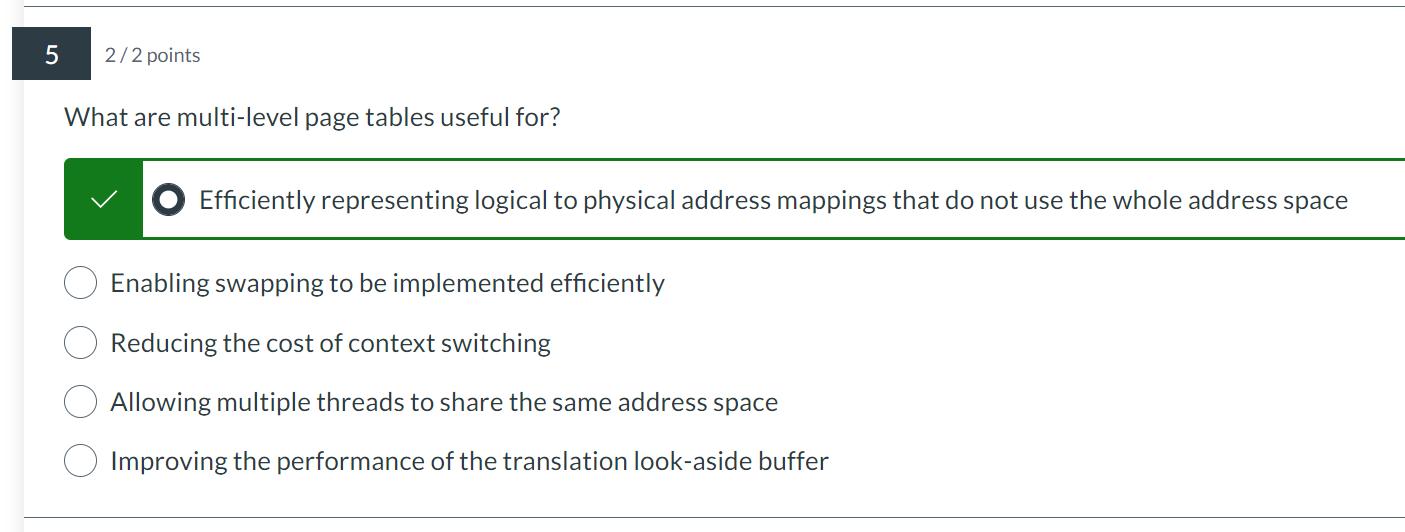 5
2 / 2 points
What are multi-level page tables useful for?
Efficiently representing logical to physical address mappings that do not use the whole address space
Enabling swapping to be implemented efficiently
Reducing the cost of context switching
Allowing multiple threads to share the same address space
Improving the performance of the translation look-aside buffer